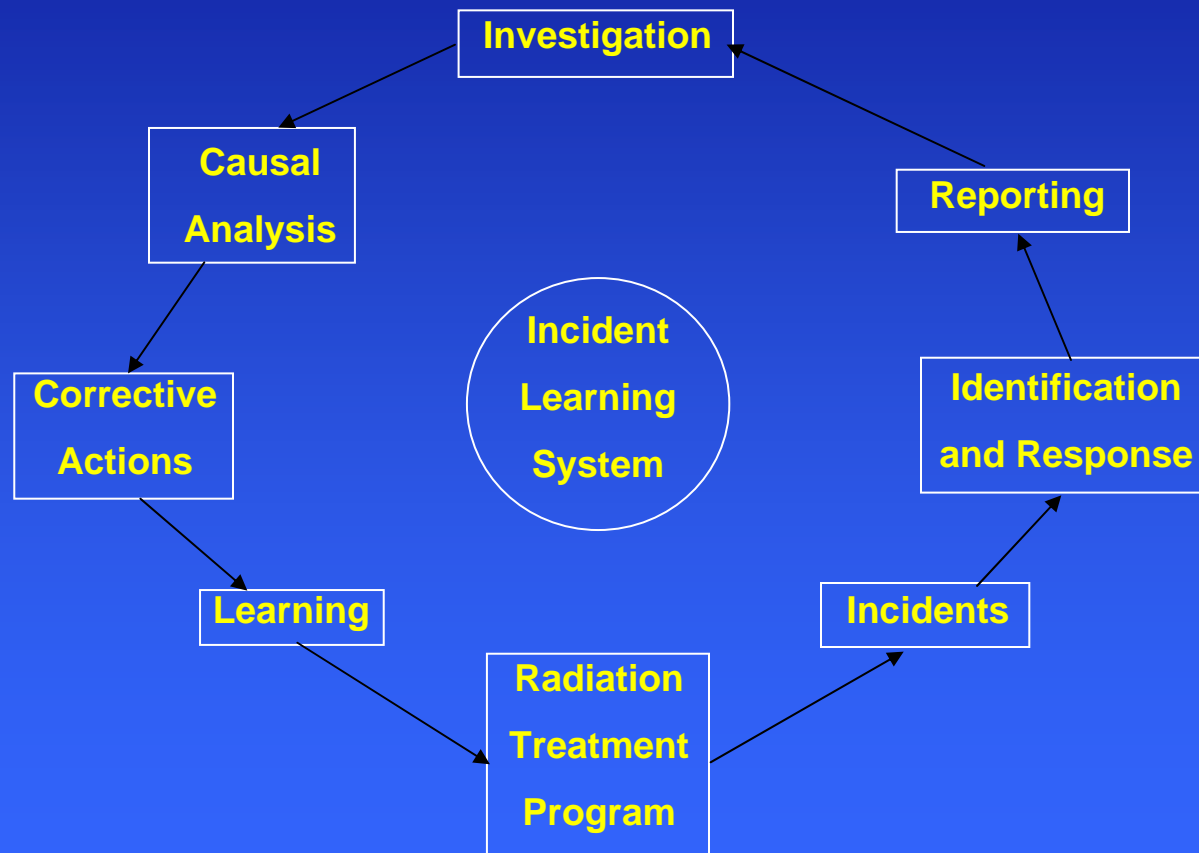 Investigation
Causal
Analysis
Reporting
Incident
Learning
System
Corrective
Actions
Identification
and Response
Learning
Incidents
Radiation
Treatment
Program